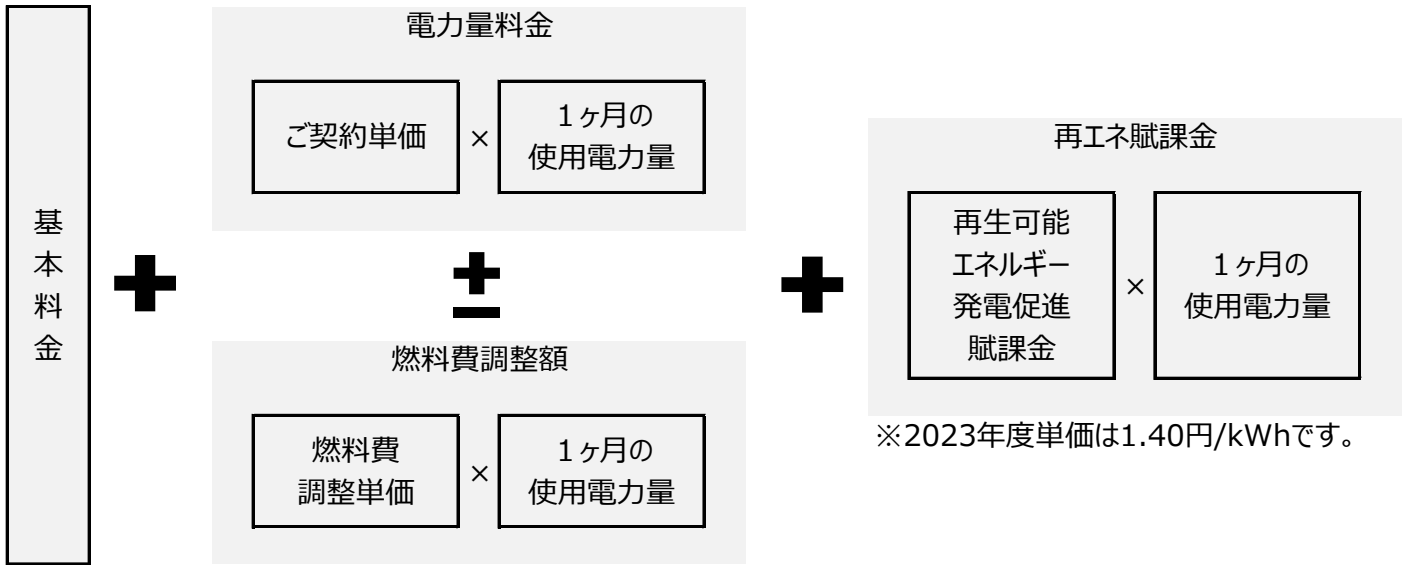 基
本
料
金
電力量料金
ご契約単価
×
1ヶ月の
使用電力量
±
燃料費調整額
燃料費
調整単価
×
1ヶ月の
使用電力量
再エネ賦課金
再生可能
エネルギー
発電促進
賦課金
×
1ヶ月の
使用電力量
※2023年度単価は1.40円/kWhです。